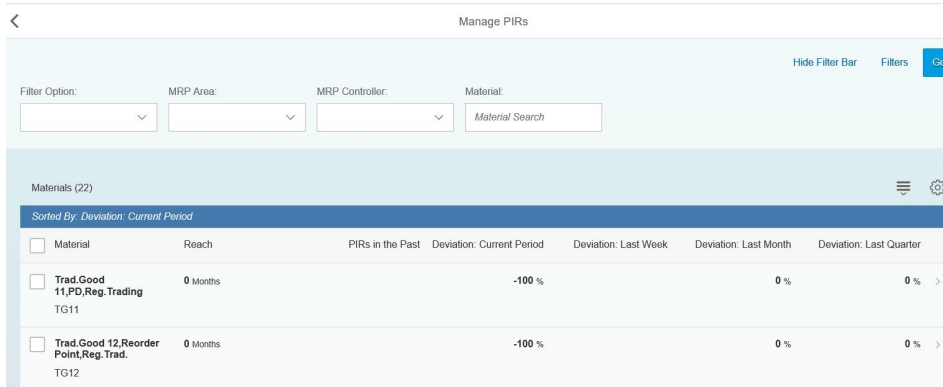 Manage PIRs
Hide Filter Bar Filters Go
Filter Option: MRP Area: MRP Controller: Material:
Material Search
Materials (22)
Sorted By: Deviation: Current Period
Material Reach PIRs in the Past Deviation: Current Period Deviation: Last Week Deviation: Last Month Deviation: Last Quarter
Trad.Good 0 Months -100 % 0 % 0 %
11,PD,Reg.Trading
TG11
Trad.Good 12,Reorder 0 Months -100 % 0 % 0 %
Point,Reg.Trad.
TG12